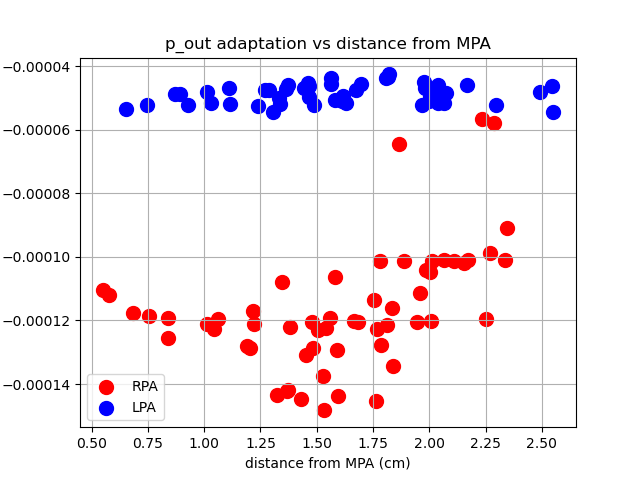 p_out adaptation vs distance from MPA
−0.00004
−0.00006
−0.00008
−0.00010
−0.00012
−0.00014
RPA
LPA
0.50 0.75 1.00 1.25 1.50 1.75 2.00 2.25 2.50
distance from MPA (cm)